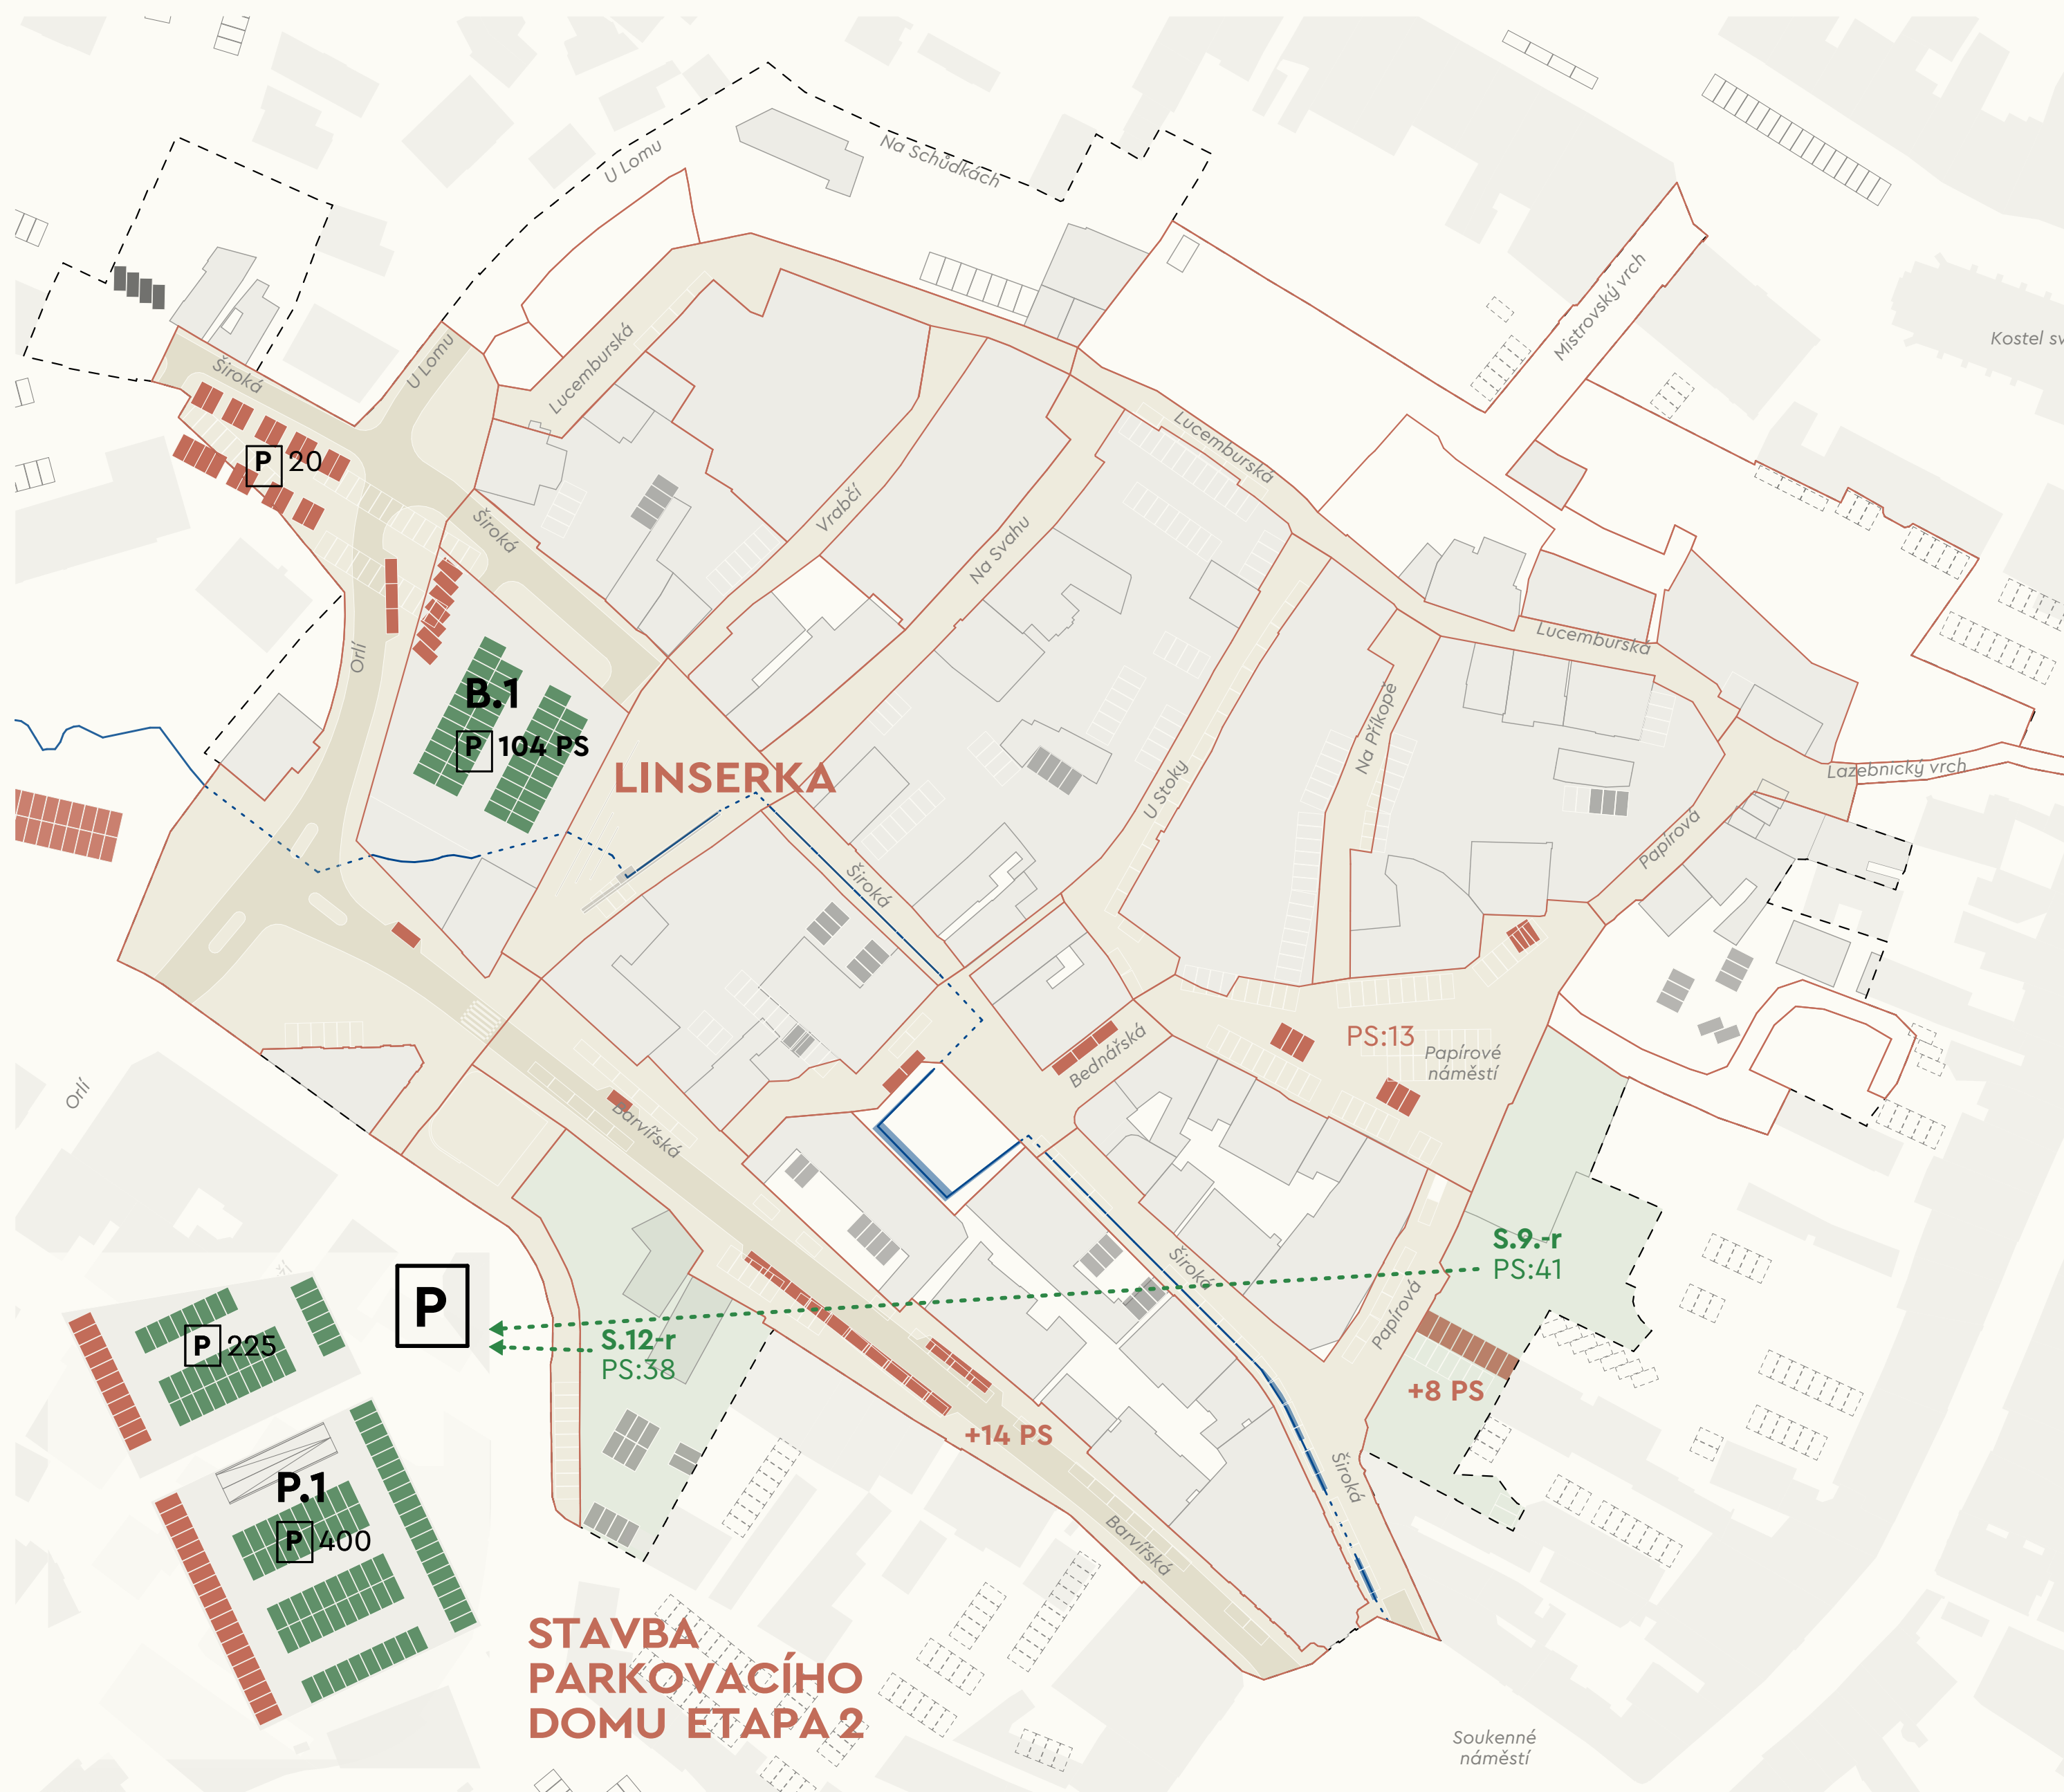 U Lomu
Na Schůdkách
Mistrovský vrch
Kostel sv
Široká
U Lomu
Lucemburská
Lucemburská
P 20
Široká
Vrabčí
Na Svahu
Orlí
Lucemburská
B.1
P 104 PS
LINSERKA
U Stoky
Na Příkopě
Lazebnický vrch
Papírová
Široká
PS:13
Papírové
náměstí
Bednářská
Orlí
Barvířská
S.9.-r
PS:41
Široká
P
P 225
S.12-r
PS:38
Papírová
+8 PS
+14 PS
P.1
P 400
Široká
Barvířská
STAVBA
PARKOVACÍHO
DOMU ETAPA 2
Soukenné
náměstí